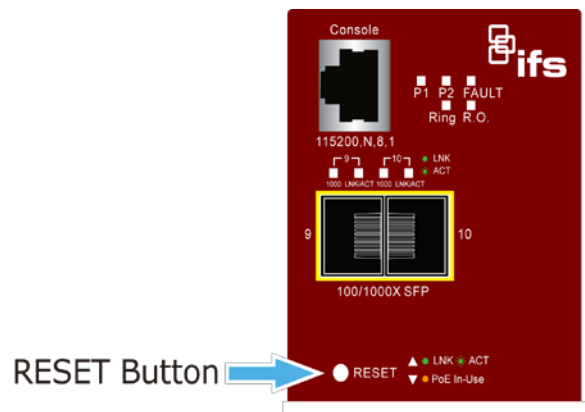 Console
ifs
P1 P2 FAULT
Ring R.O.
115200,N,8,1
9 10 LNK
ACT
1000 LNK/ACT 1000 LNK/ACT
9 10
100/1000X SFP
RESET Button RESET ▲ LNK ACT
▼ PoE In-Use